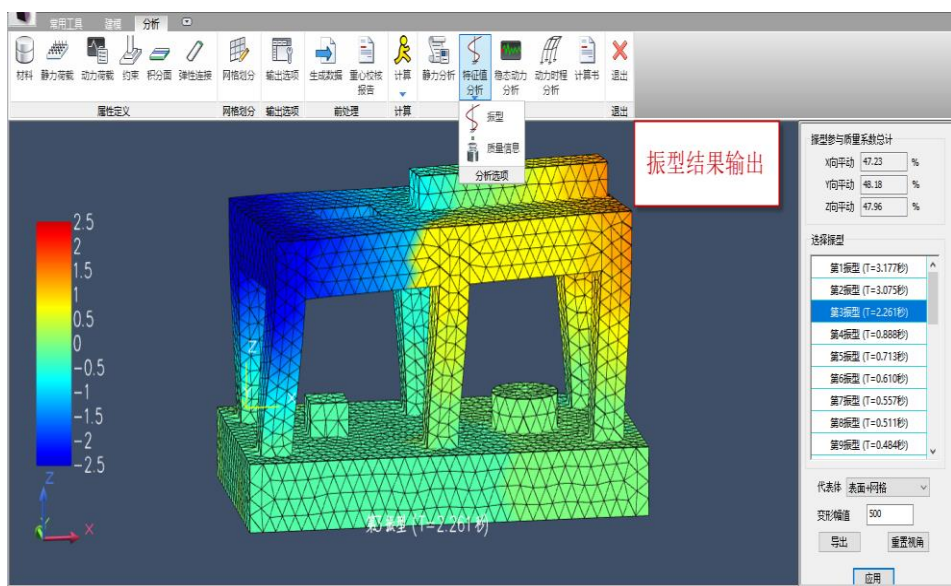 常用工具 建模 分析
材料 静力荷载 动力荷载 约束 积分面 弹性连接 网格划分 输出选项 生成数据 重心校核报告 计算 静力分析 特征值分析 稳态动力分析 动力时程分析 计算书 退出
属性定义 网格划分 输出选项 前处理 计算 退出
振型
质量信息
分析选项
振型结果输出
2.5
2
1.5
1
0.5
0
-0.5
-1
-1.5
-2
-2.5
Z
Z
X
第3振型(T=2.261秒)
振型参与质量系数总计
X向平动 47.23 %
Y向平动 48.18 %
Z向平动 47.96 %
选择振型
第1振型 (T=3.177秒)
第2振型 (T=3.075秒)
第3振型 (T=2.261秒)
第4振型 (T=0.888秒)
第5振型 (T=0.713秒)
第6振型 (T=0.610秒)
第7振型 (T=0.557秒)
第8振型 (T=0.511秒)
第9振型 (T=0.484秒)
代表体 表面+网格
变形幅值 500
导出 重置视角
应用